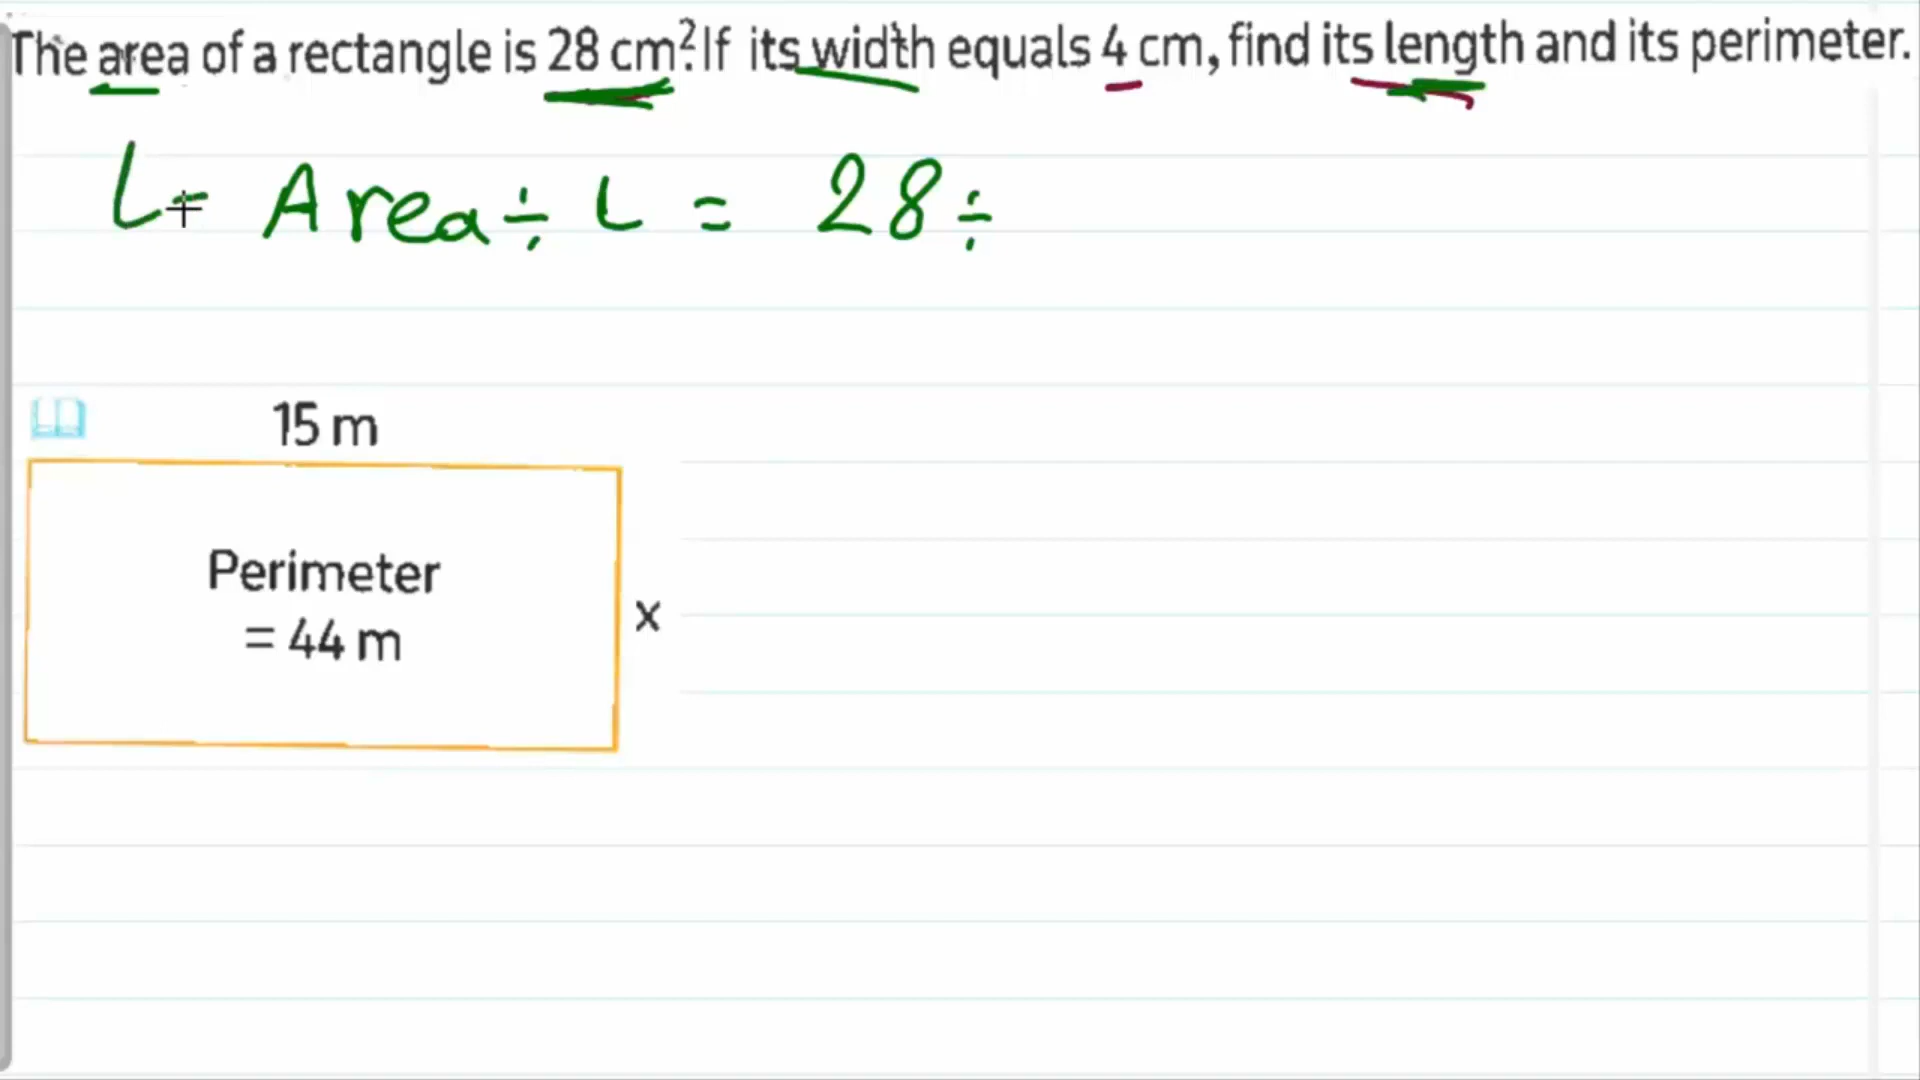 The area of a rectangle is 28 cm². If its width equals 4 cm, find its length and its perimeter.
L = Area ÷ L = 28 ÷
15 m
Perimeter
= 44 m
x